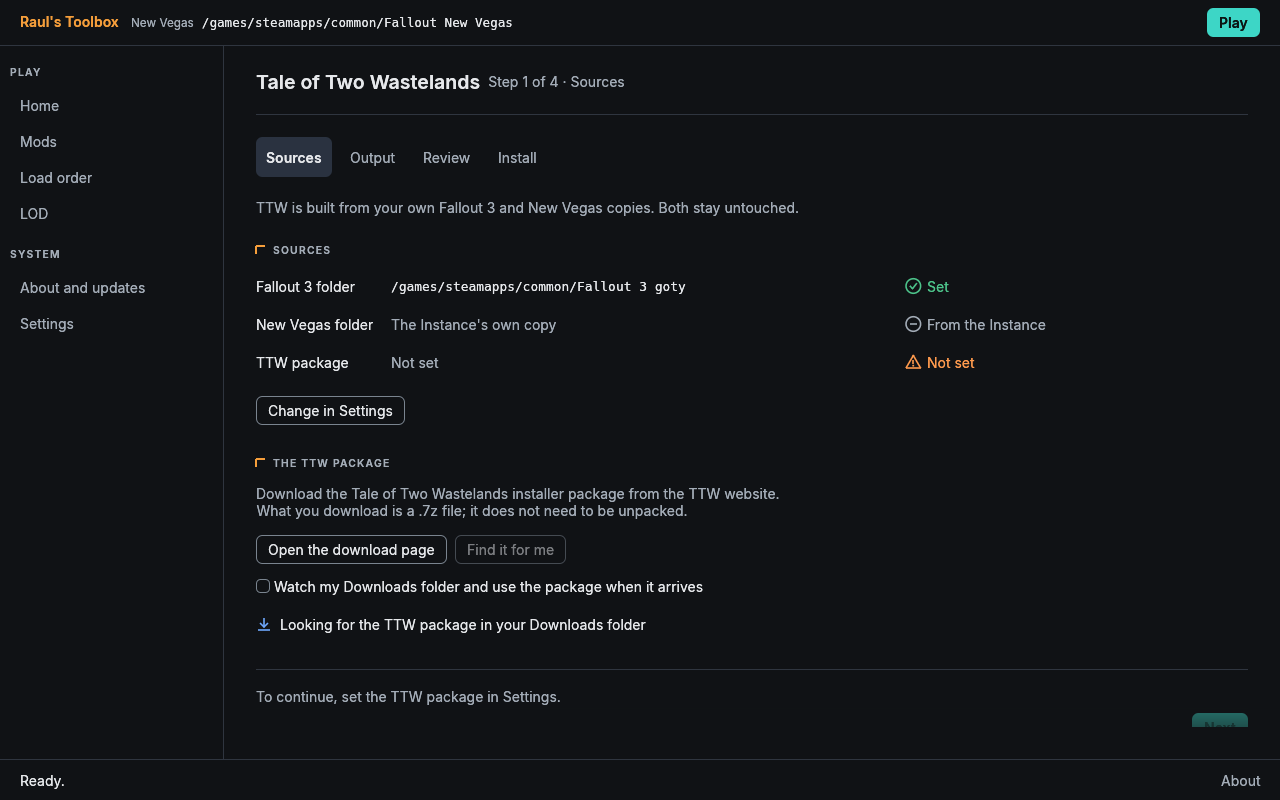 Raul's Toolbox New Vegas /games/steamapps/common/Fallout New Vegas Play
PLAY
Home
Mods
Load order
LOD
SYSTEM
About and updates
Settings
Tale of Two Wastelands Step 1 of 4 · Sources
Sources Output Review Install
TTW is built from your own Fallout 3 and New Vegas copies. Both stay untouched.
SOURCES
Fallout 3 folder /games/steamapps/common/Fallout 3 goty Set
New Vegas folder The Instance's own copy From the Instance
TTW package Not set Not set
Change in Settings
THE TTW PACKAGE
Download the Tale of Two Wastelands installer package from the TTW website.
What you download is a .7z file; it does not need to be unpacked.
Open the download page Find it for me
Watch my Downloads folder and use the package when it arrives
Looking for the TTW package in your Downloads folder
To continue, set the TTW package in Settings.
Next
Ready. About